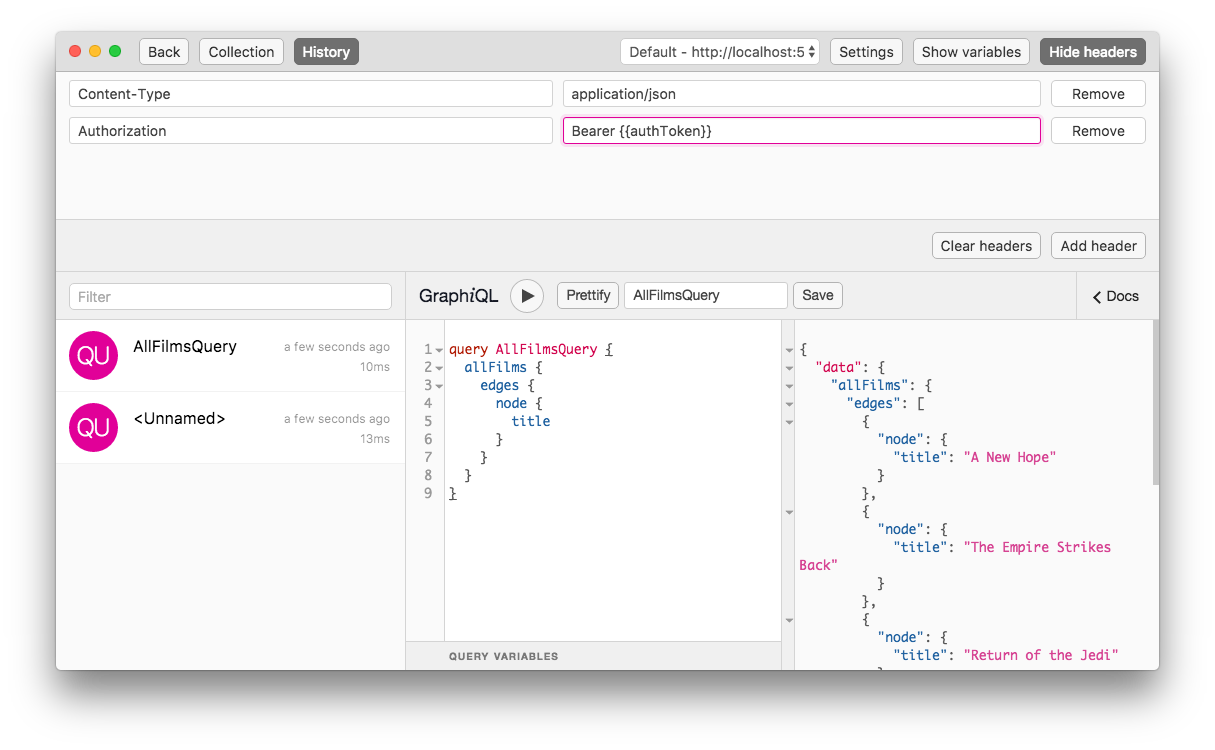 Back Collection History Default - http://localhost:5 Settings Show variables Hide headers
Content-Type application/json Remove
Authorization Bearer {{authToken}} Remove
Clear headers Add header
Filter
QU AllFilmsQuery a few seconds ago
10ms
QU <Unnamed> a few seconds ago
13ms
GraphiQL Prettify AllFilmsQuery Save Docs
1 query AllFilmsQuery {
2 allFilms {
3 edges {
4 node {
5 title
6 }
7 }
8 }
9 }
QUERY VARIABLES
{
"data": {
"allFilms": {
"edges": [
{
"node": {
"title": "A New Hope"
}
},
{
"node": {
"title": "The Empire Strikes
Back"
}
},
{
"node": {
"title": "Return of the Jedi"